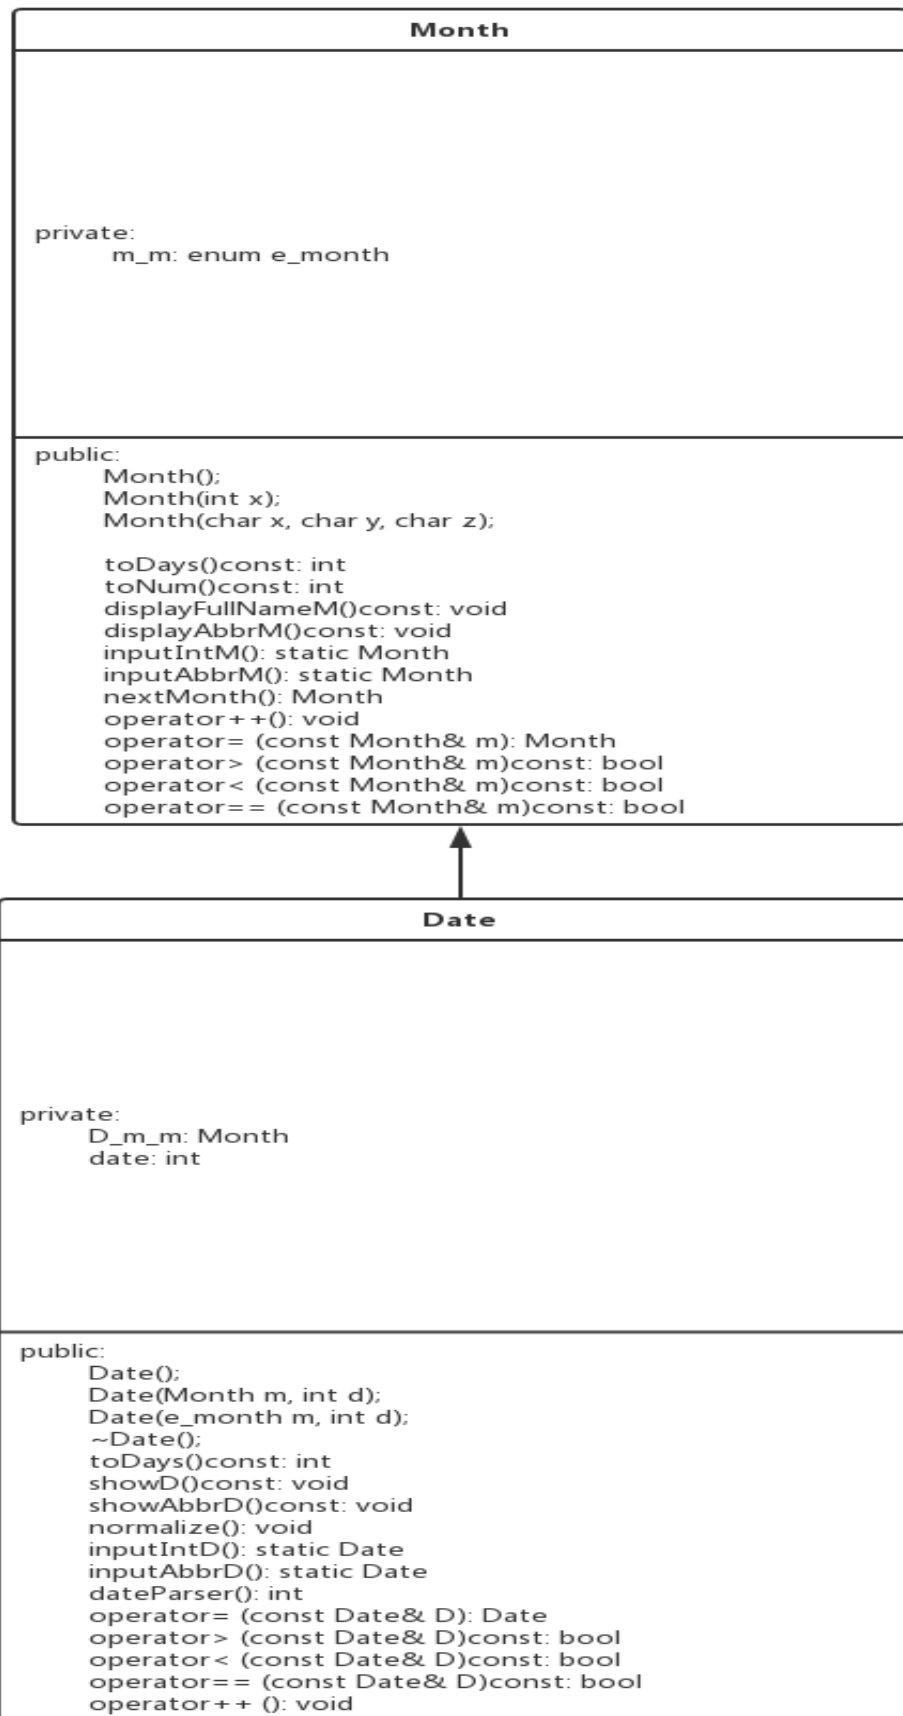 Month
private:
m_m: enum e_month
public:
Month();
Month(int x);
Month(char x, char y, char z);
toDays()const: int
toNum()const: int
displayFullNameM()const: void
displayAbbrM()const: void
inputIntM(): static Month
inputAbbrM(): static Month
nextMonth(): Month
operator++(): void
operator= (const Month& m): Month
operator> (const Month& m)const: bool
operator< (const Month& m)const: bool
operator== (const Month& m)const: bool
Date
private:
D_m_m: Month
date: int
public:
Date();
Date(Month m, int d);
Date(e_month m, int d);
~Date();
toDays()const: int
showD()const: void
showAbbrD()const: void
normalize(): void
inputIntD(): static Date
inputAbbrD(): static Date
dateParser(): int
operator= (const Date& D): Date
operator> (const Date& D)const: bool
operator< (const Date& D)const: bool
operator== (const Date& D)const: bool
operator++ (): void